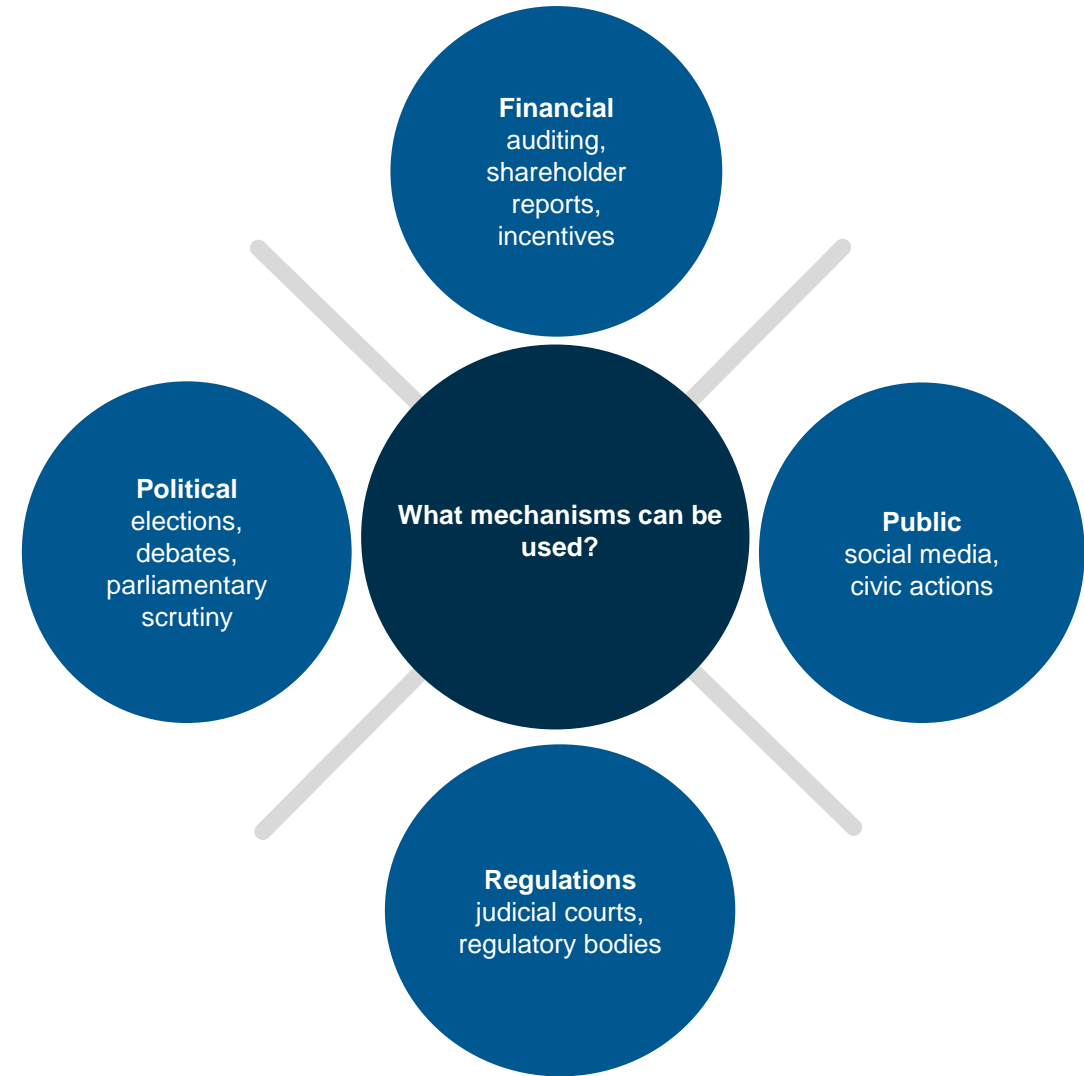 Financial
auditing,
shareholder
reports,
incentives
Political
elections,
debates,
parliamentary
scrutiny
What mechanisms can be
used?
Public
social media,
civic actions
Regulations
judicial courts,
regulatory bodies